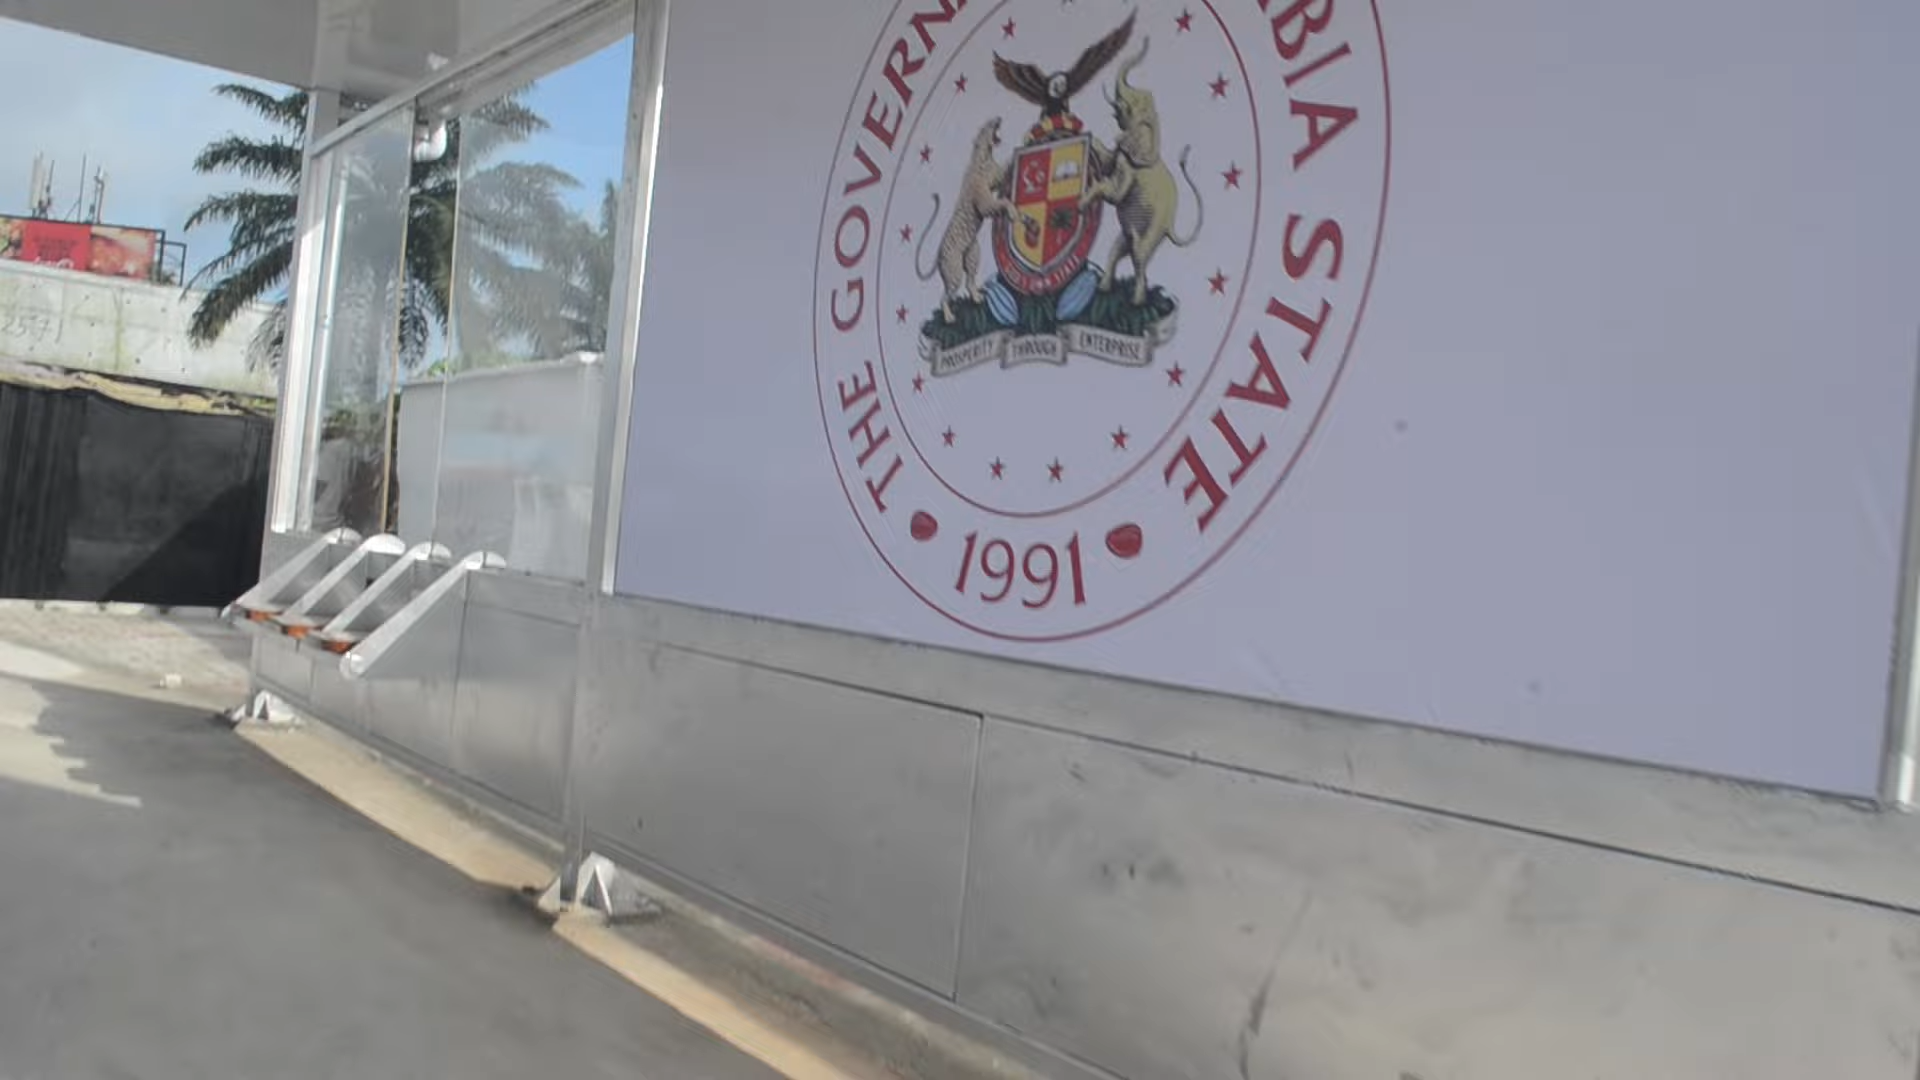 THE GOVERN
BIA STATE
1991
PROSPERITY THROUGH ENTERPRISE